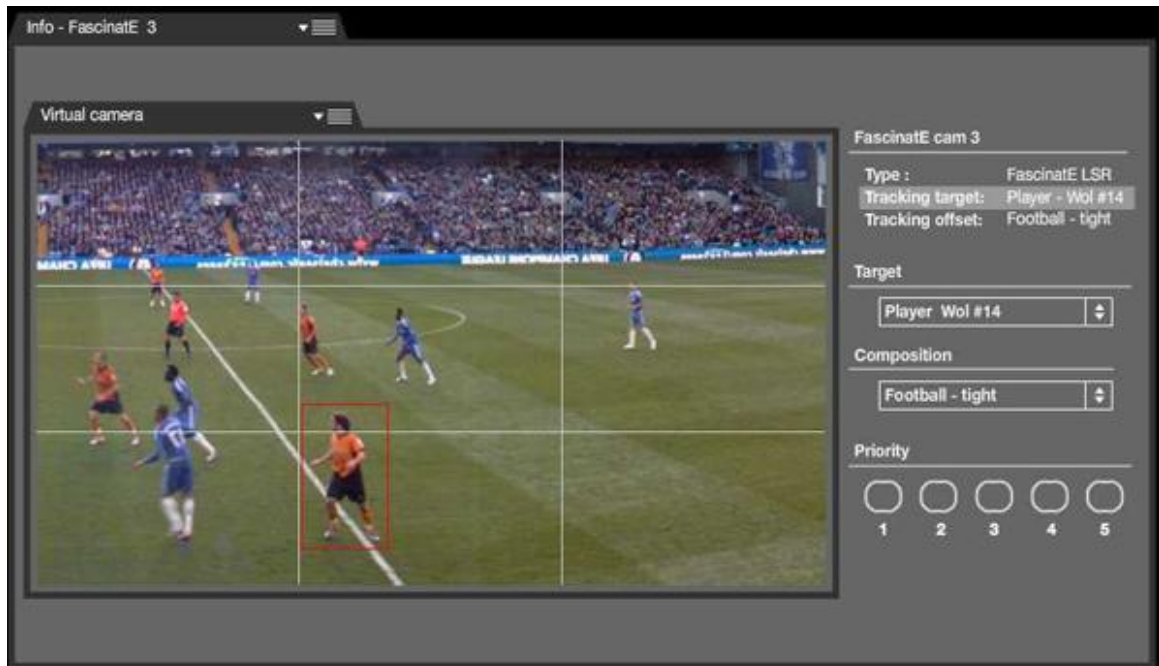 Info - FascinatE 3
Virtual camera
FascinatE cam 3
Type : FascinatE LSR
Tracking target: Player - Wol #14
Tracking offset: Football - tight
Target
Player Wol #14
Composition
Football - tight
Priority
1 2 3 4 5